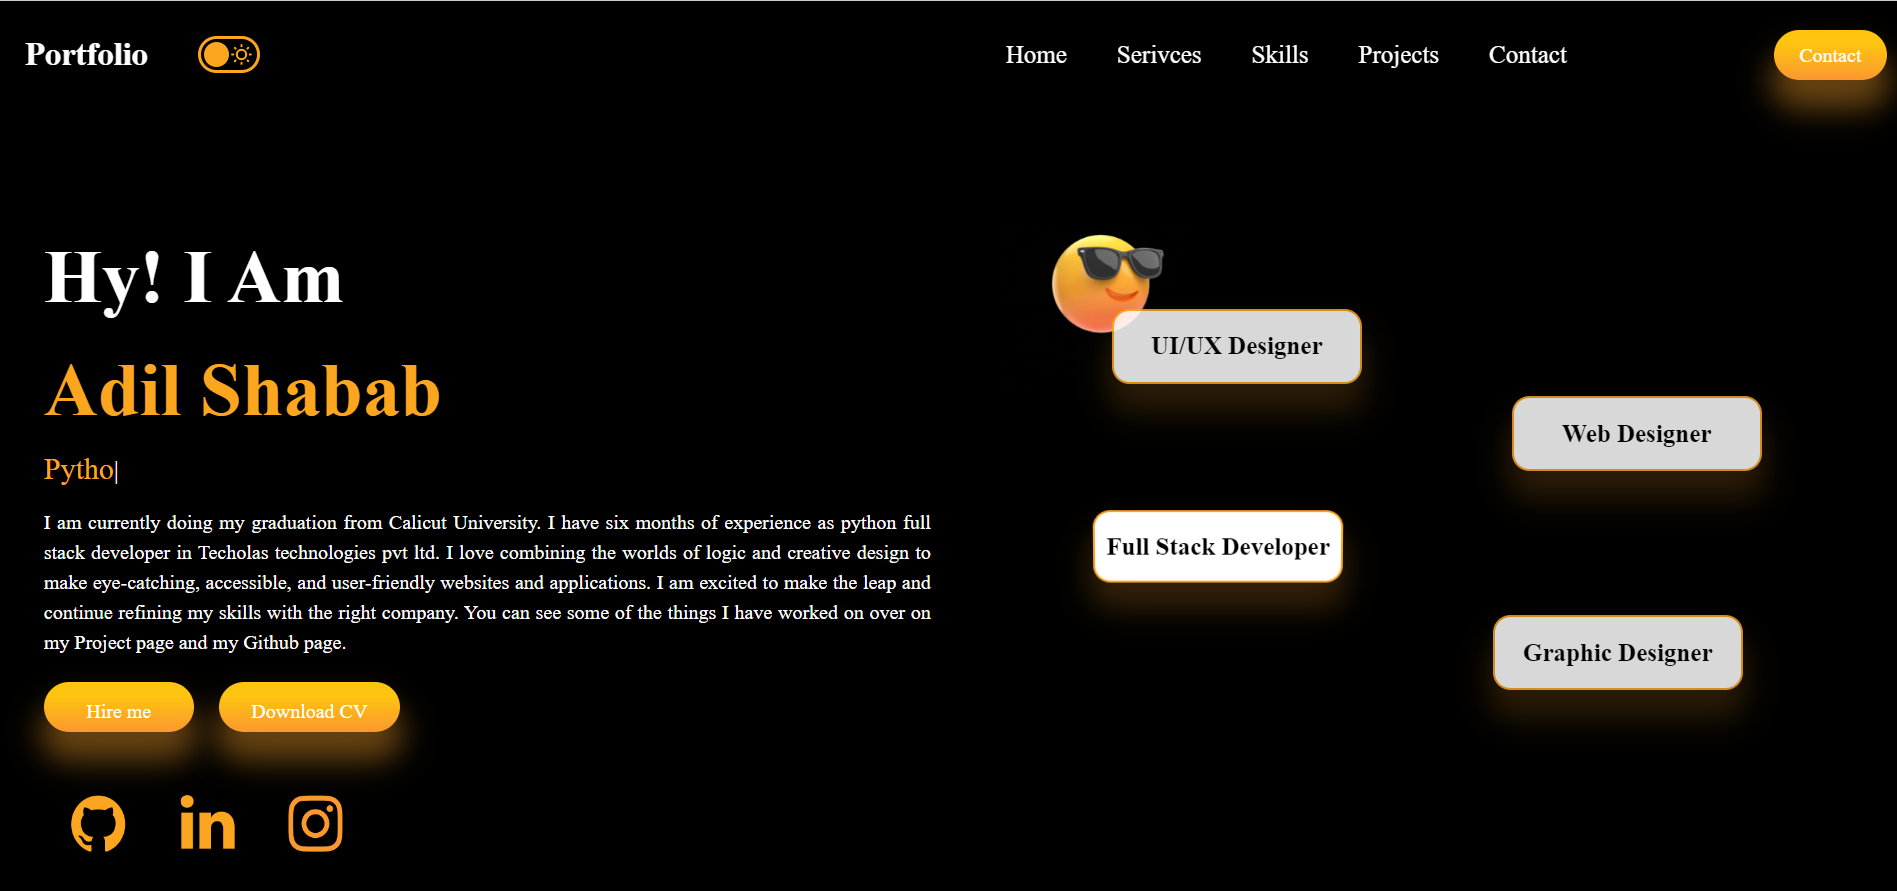 Portfolio
Home
Serivces
Skills
Projects
Contact
Contact
Hy! I Am
Adil Shabab
Pytho|
I am currently doing my graduation from Calicut University. I have six months of experience as python full
stack developer in Techolas technologies pvt ltd. I love combining the worlds of logic and creative design to
make eye-catching, accessible, and user-friendly websites and applications. I am excited to make the leap and
continue refining my skills with the right company. You can see some of the things I have worked on over on
my Project page and my Github page.
Hire me
Download CV
in
UI/UX Designer
Web Designer
Full Stack Developer
Graphic Designer